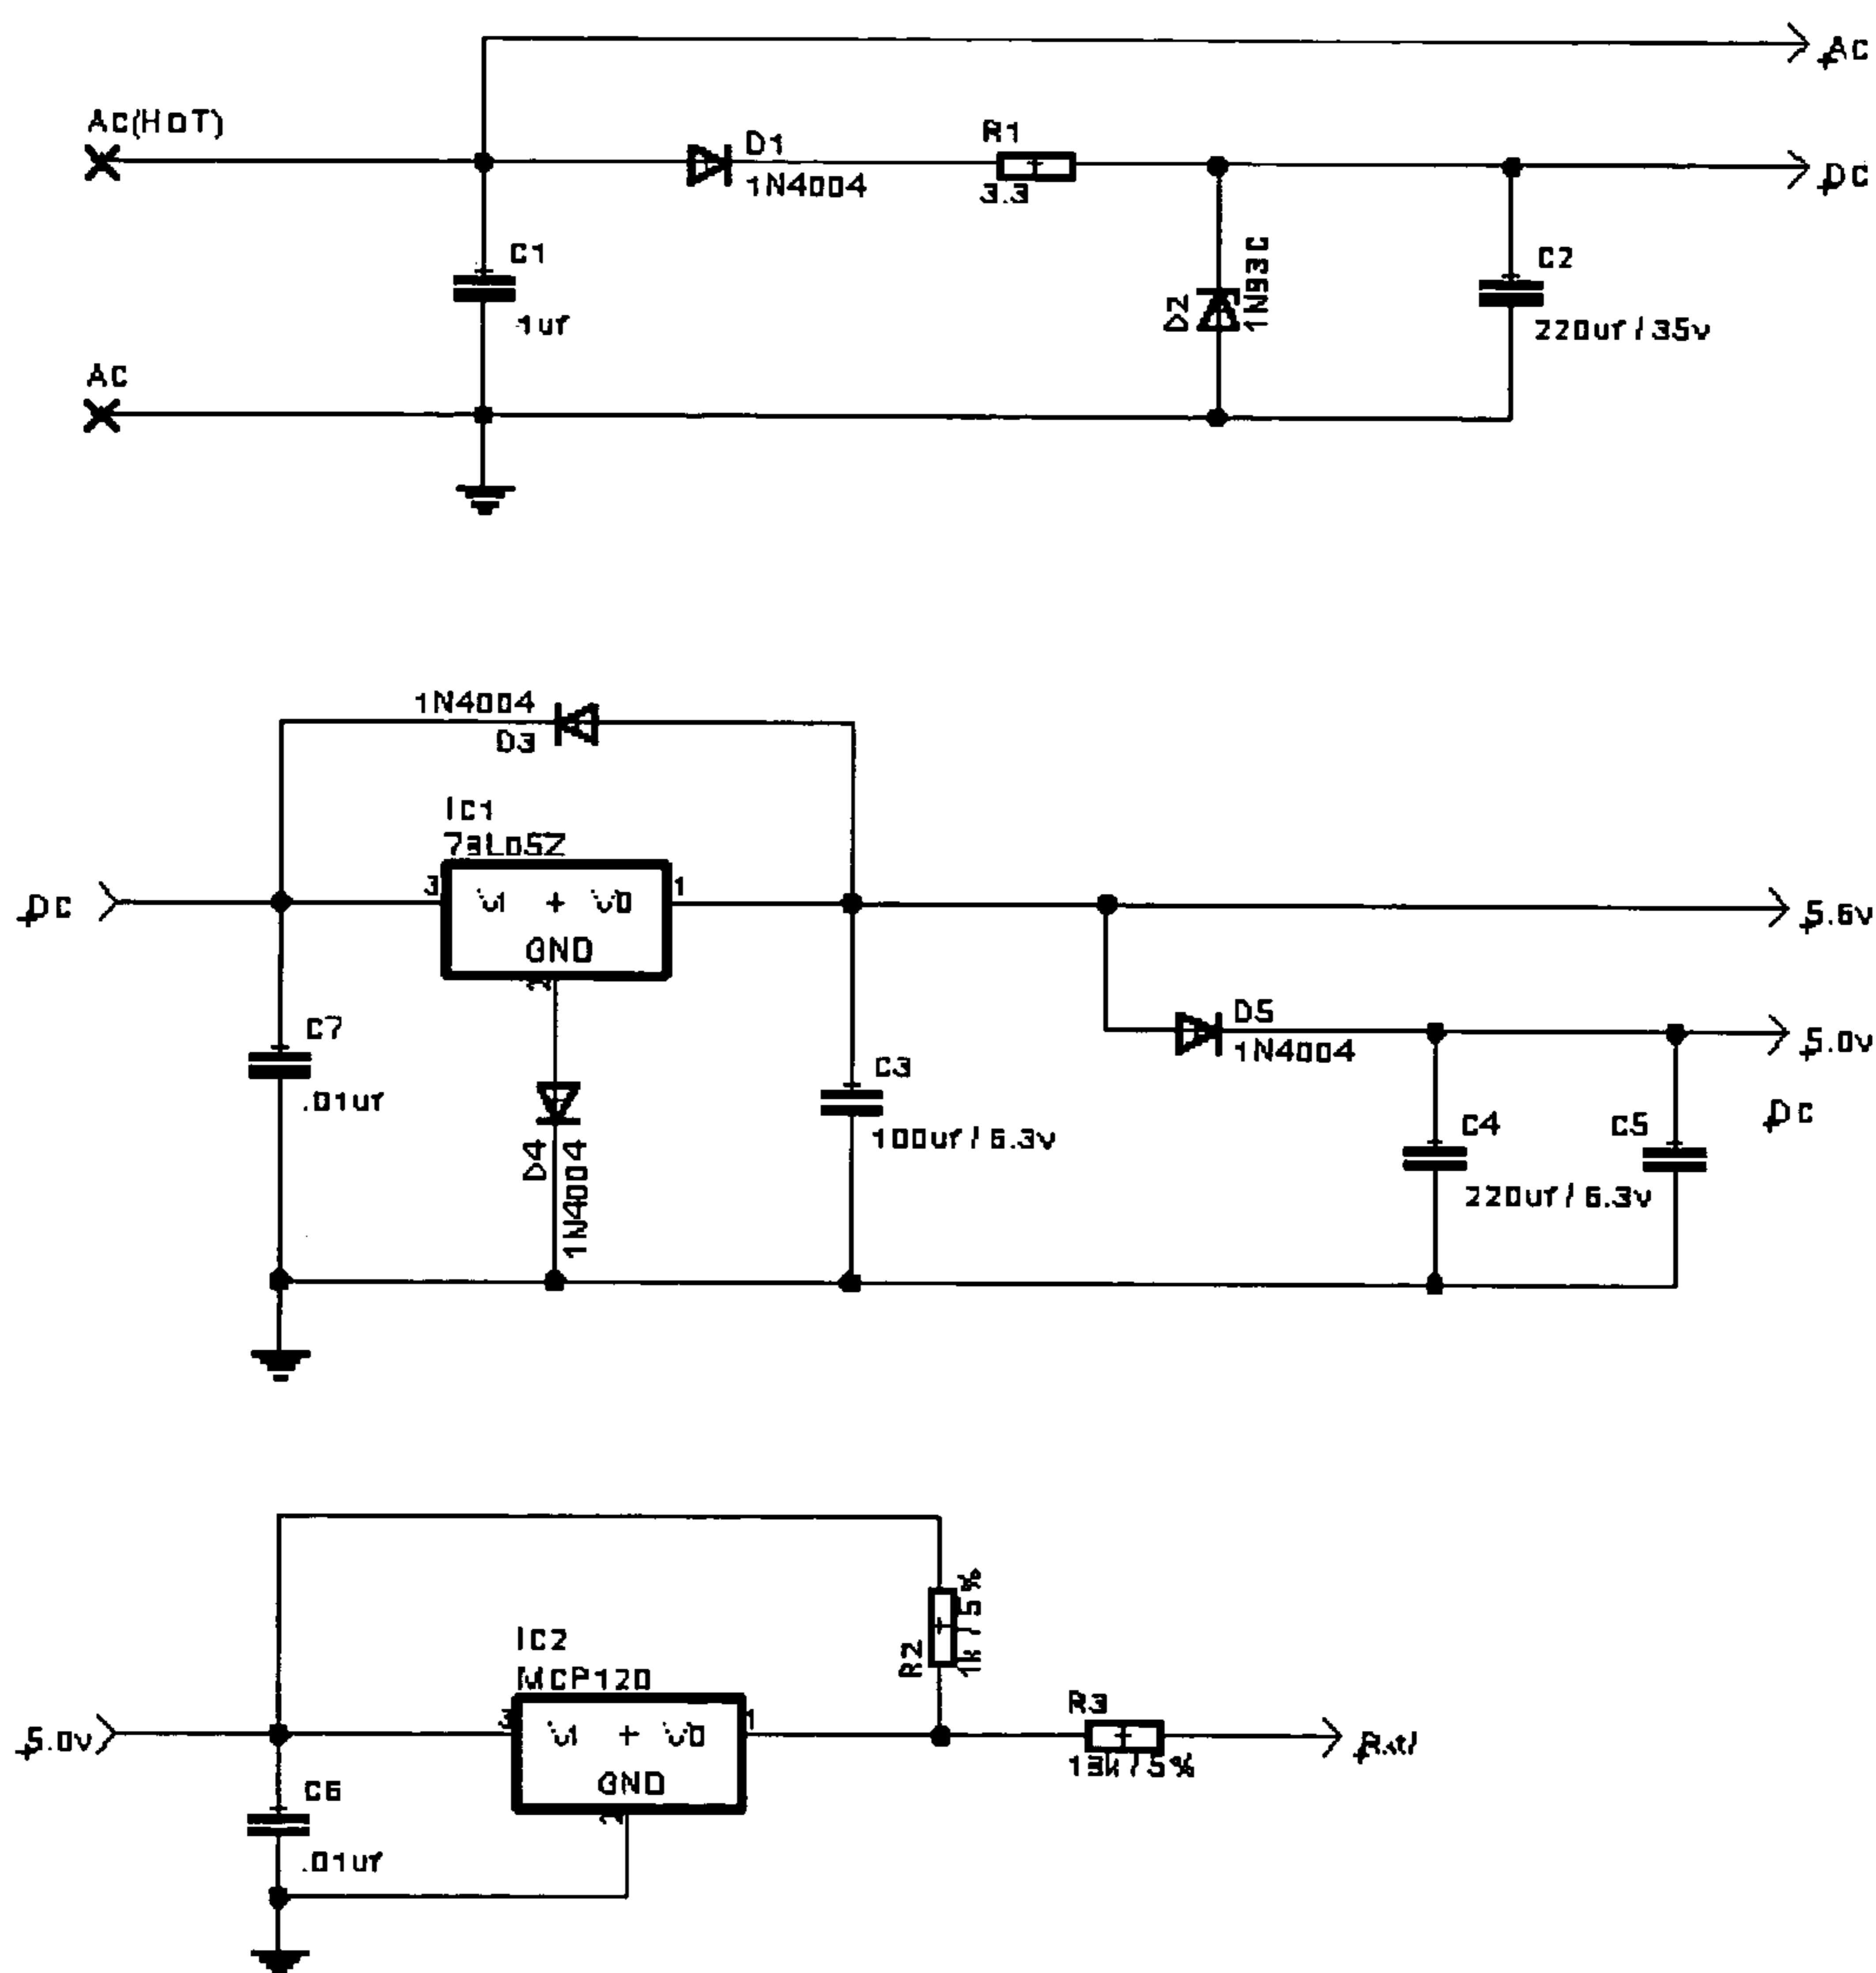 +AC
AC(HOT)
D1
1N4004
R1
3.3
+DC
C1
.1uf
D2
C2
220uf/35v
AC
1N4004
D3
IC1
78L05Z
+DC
3
VI + VO
1
GND
2
+5.6v
C7
.01uf
D4
1N4004
C3
100uf/6.3v
D5
1N4004
+5.0v
+DC
C4
220uf/6.3v
C5
R2
1k/5%
IC2
MCP120
+5.0v
3
VI + VO
1
GND
2
R3
C6
.01uf